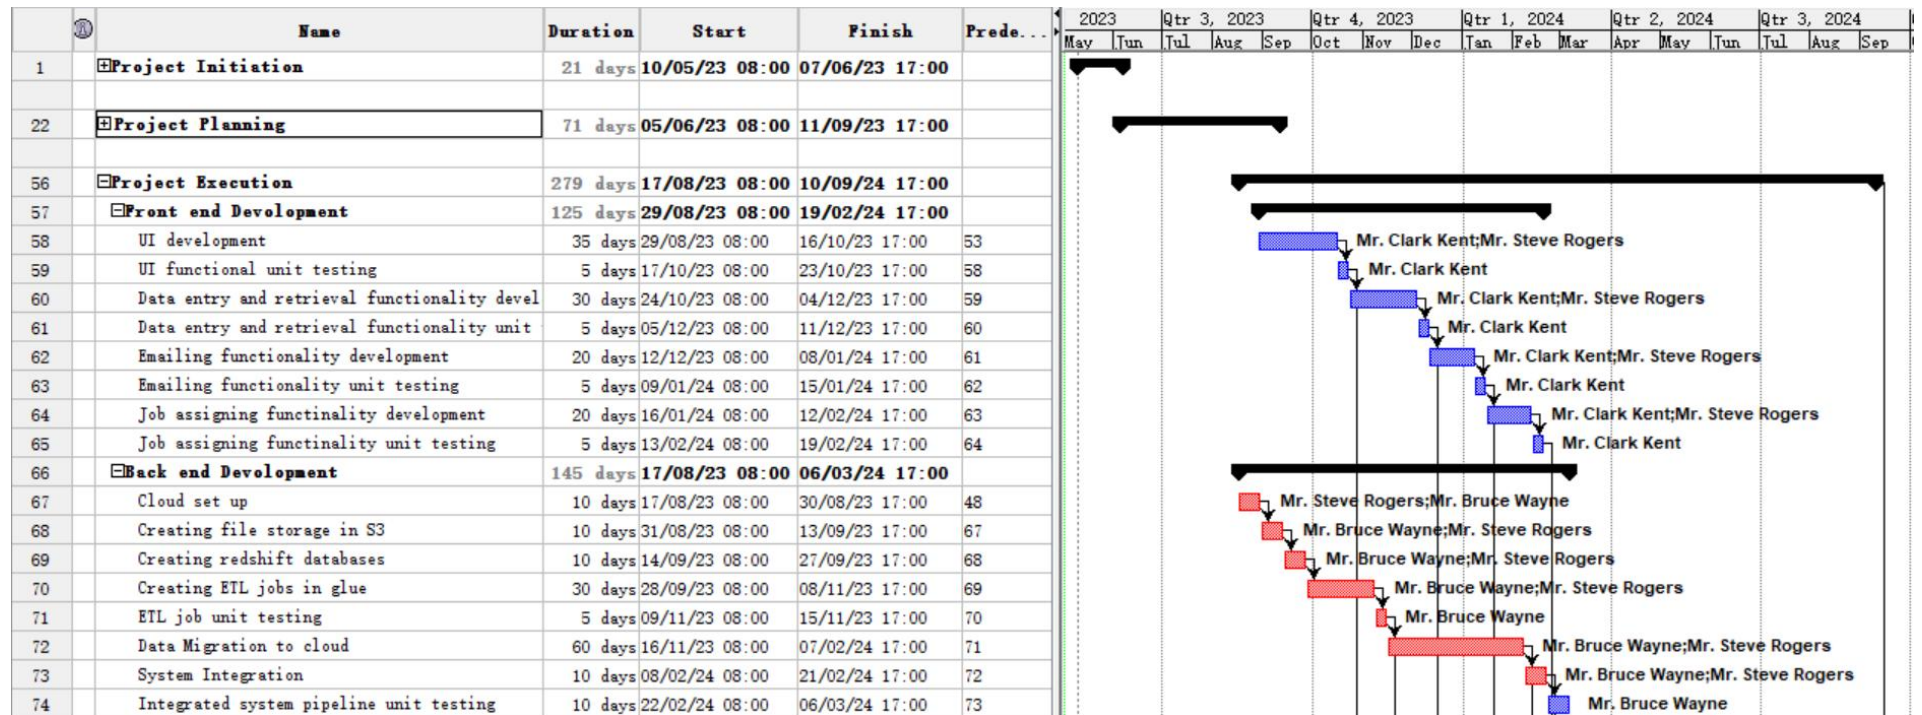 Name Duration Start Finish Prede...
2023 Qtr 3, 2023 Qtr 4, 2023 Qtr 1, 2024 Qtr 2, 2024 Qtr 3, 2024
May Jun Jul Aug Sep Oct Nov Dec Jan Feb Mar Apr May Jun Jul Aug Sep
1 Project Initiation 21 days 10/05/23 08:00 07/06/23 17:00
22 Project Planning 71 days 05/06/23 08:00 11/09/23 17:00
56 Project Execution 279 days 17/08/23 08:00 10/09/24 17:00
57 Front end Devolopment 125 days 29/08/23 08:00 19/02/24 17:00
58 UI development 35 days 29/08/23 08:00 16/10/23 17:00 53 Mr. Clark Kent;Mr. Steve Rogers
59 UI functional unit testing 5 days 17/10/23 08:00 23/10/23 17:00 58 Mr. Clark Kent
60 Data entry and retrieval functionality devel 30 days 24/10/23 08:00 04/12/23 17:00 59 Mr. Clark Kent;Mr. Steve Rogers
61 Data entry and retrieval functionality unit 5 days 05/12/23 08:00 11/12/23 17:00 60 Mr. Clark Kent
62 Emailing functionality development 20 days 12/12/23 08:00 08/01/24 17:00 61 Mr. Clark Kent;Mr. Steve Rogers
63 Emailing functionality unit testing 5 days 09/01/24 08:00 15/01/24 17:00 62 Mr. Clark Kent
64 Job assigning functinality development 20 days 16/01/24 08:00 12/02/24 17:00 63 Mr. Clark Kent;Mr. Steve Rogers
65 Job assigning functinality unit testing 5 days 13/02/24 08:00 19/02/24 17:00 64 Mr. Clark Kent
66 Back end Devolopment 145 days 17/08/23 08:00 06/03/24 17:00
67 Cloud set up 10 days 17/08/23 08:00 30/08/23 17:00 48 Mr. Steve Rogers;Mr. Bruce Wayne
68 Creating file storage in S3 10 days 31/08/23 08:00 13/09/23 17:00 67 Mr. Bruce Wayne;Mr. Steve Rogers
69 Creating redshift databases 10 days 14/09/23 08:00 27/09/23 17:00 68 Mr. Bruce Wayne;Mr. Steve Rogers
70 Creating ETL jobs in glue 30 days 28/09/23 08:00 08/11/23 17:00 69 Mr. Bruce Wayne;Mr. Steve Rogers
71 ETL job unit testing 5 days 09/11/23 08:00 15/11/23 17:00 70 Mr. Bruce Wayne
72 Data Migration to cloud 60 days 16/11/23 08:00 07/02/24 17:00 71 Mr. Bruce Wayne;Mr. Steve Rogers
73 System Integration 10 days 08/02/24 08:00 21/02/24 17:00 72 Mr. Bruce Wayne;Mr. Steve Rogers
74 Integrated system pipeline unit testing 10 days 22/02/24 08:00 06/03/24 17:00 73 Mr. Bruce Wayne